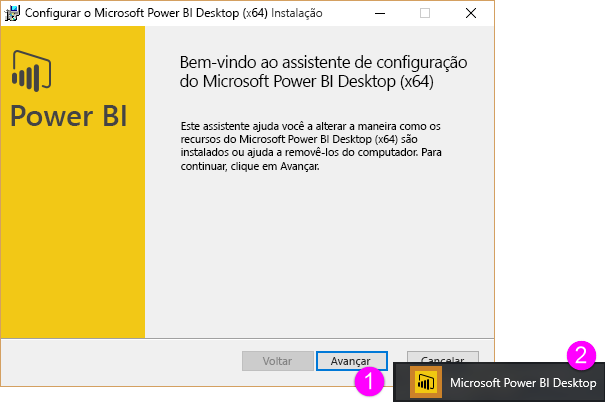 Configurar o Microsoft Power BI Desktop (x64) Instalação
Power BI
Bem-vindo ao assistente de configuração
do Microsoft Power BI Desktop (x64)
Este assistente ajuda você a alterar a maneira como os
recursos do Microsoft Power BI Desktop (x64) são
instalados ou ajuda a removê-los do computador. Para
continuar, clique em Avançar.
Voltar
Avançar
Cancelar
1
2
Microsoft Power BI Desktop